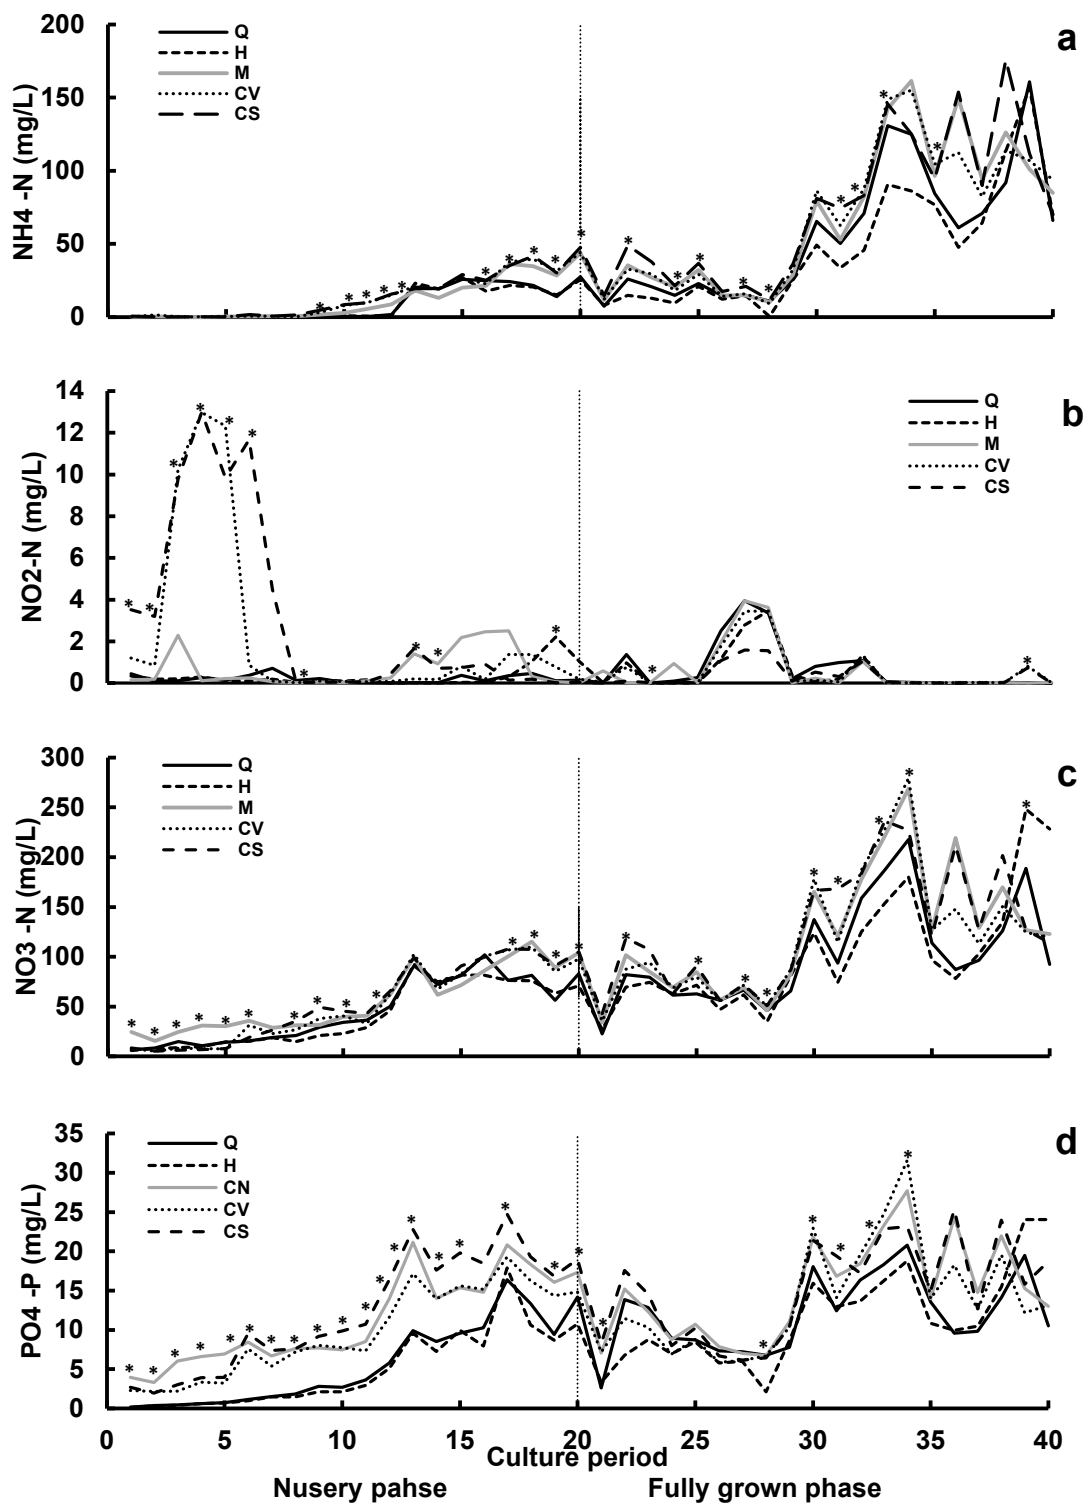 a
NH4 -N (mg/L)
200
150
100
50
0
Q
H
M
CV
CS
* * * * * * * * * * * * * * * * * * * * *
b
NO2-N (mg/L)
14
12
10
8
6
4
2
0
Q
H
M
CV
CS
* * * * * * * * * * * *
c
NO3 -N (mg/L)
300
250
200
150
100
50
0
Q
H
M
CV
CS
* * * * * * * * * * * * * * * * * * * * * * * *
d
PO4 -P (mg/L)
35
30
25
20
15
10
5
0
Q
H
CN
CV
CS
* * * * * * * * * * * * * * * * * * * * * * * *
0 5 10 15 20 25 30 35 40
Culture period
Nusery pahse Fully grown phase